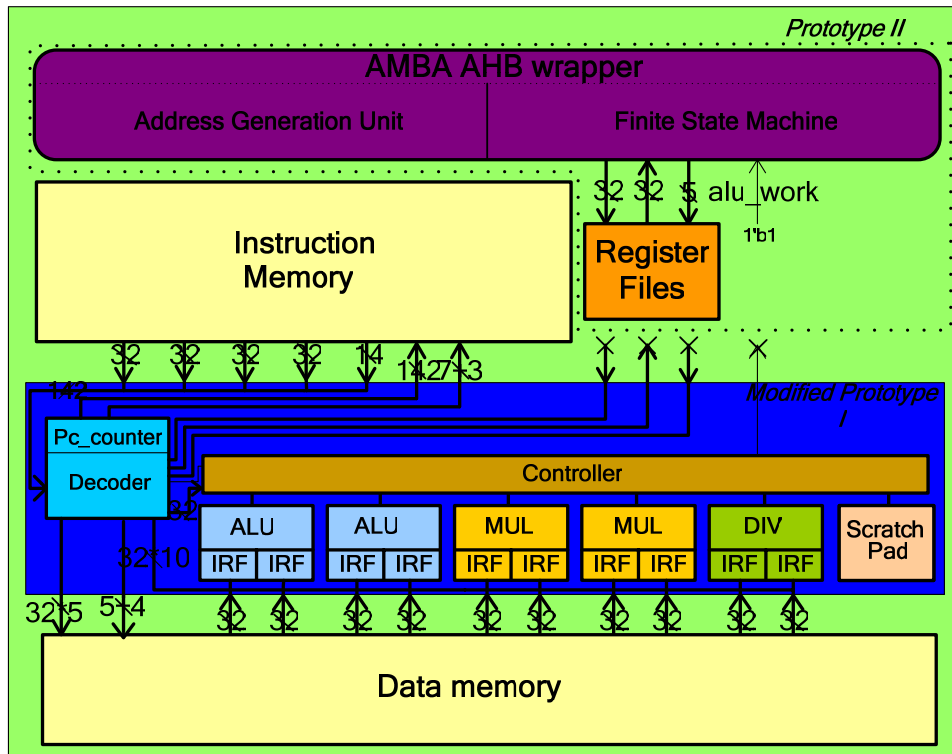 Prototype II
AMBA AHB wrapper
Address Generation Unit
Finite State Machine
32 32 5 alu_work
1'b1
Instruction
Memory
Register
Files
32 32 32 32 14 142 7*3
142
Modified Prototype
I
Pc_counter
Decoder
Controller
32
ALU ALU MUL MUL DIV
Scratch
Pad
IRF IRF IRF IRF IRF IRF IRF IRF IRF IRF
32*10
32*5 5*4
32 32 32 32 32 32 32 32 32 32
Data memory